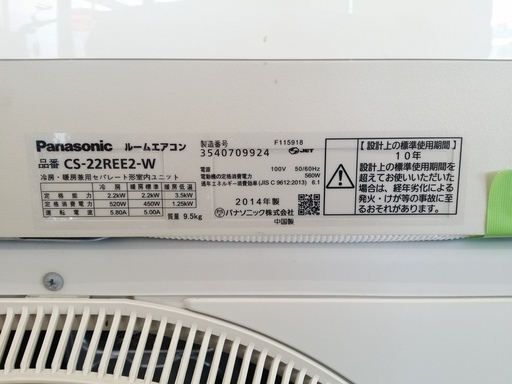 Panasonic ルームエアコン
品番 CS-22REE2-W
冷房・暖房兼用セパレート形室内ユニット
冷房標準 暖房標準 暖房低温
定格能力 2.2kW 2.2kW 3.5kW
定格消費電力 520W 450W 1.25kW
運転電流 5.80A 5.00A
質量 9.5kg
製造番号 F115918
3540709924 JET
電源 100V 50/60Hz
電動機の定格消費電力 560W
通年エネルギー消費効率(JIS C 9612:2013) 6.1
2014年製
パナソニック株式会社
中国製
【設計上の標準使用期間】
10年
設計上の標準使用期間を
超えてお使いいただいた
場合は、経年劣化による
発火・けが等の事故に至
るおそれがあります。